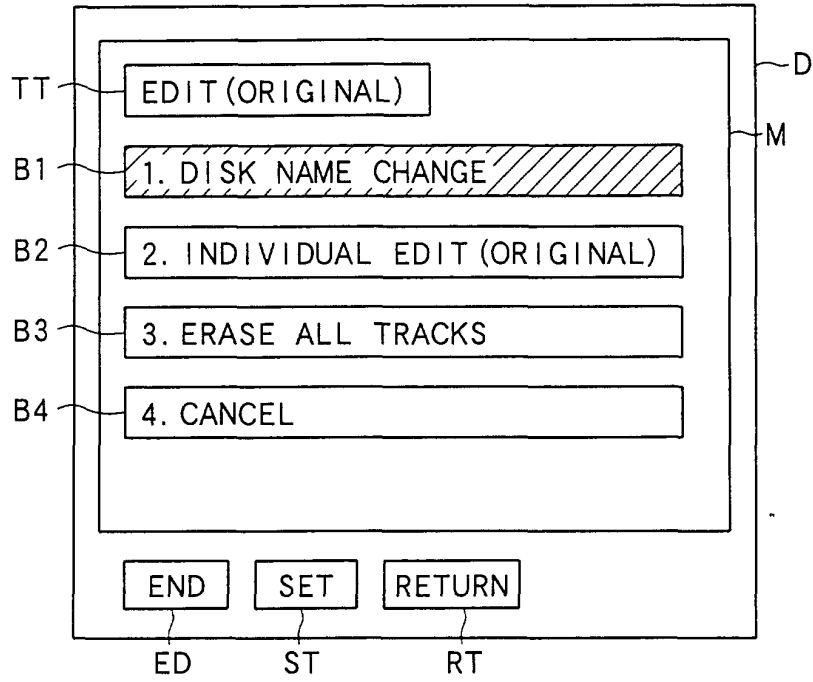 TT EDIT(ORIGINAL) D
M
B1 1. DISK NAME CHANGE
B2 2. INDIVIDUAL EDIT(ORIGINAL)
B3 3. ERASE ALL TRACKS
B4 4. CANCEL
END SET RETURN
ED ST RT